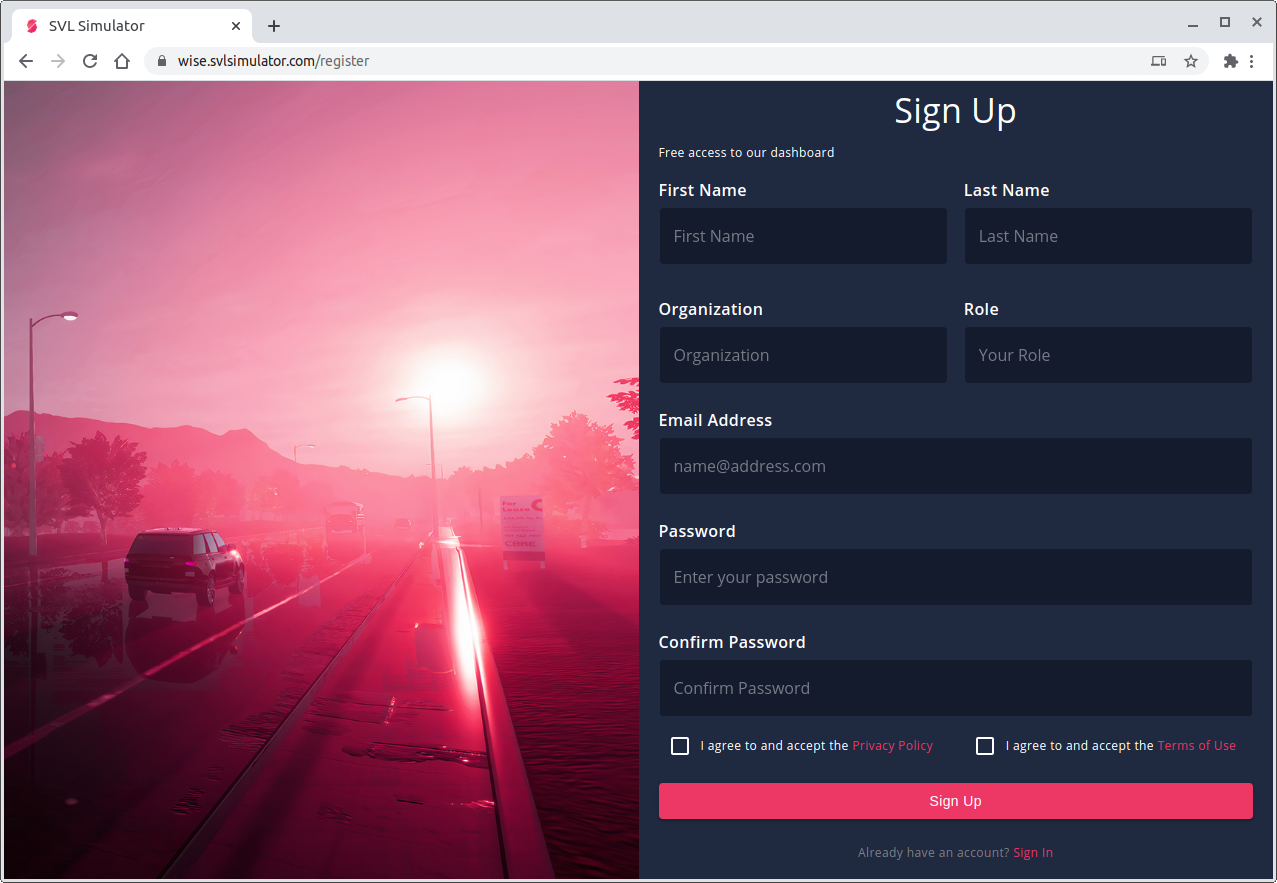 SVL Simulator
wise.svlsimulator.com/register
Sign Up
Free access to our dashboard
First Name
Last Name
First Name
Last Name
Organization
Role
Organization
Your Role
Email Address
name@address.com
Password
Enter your password
Confirm Password
Confirm Password
I agree to and accept the Privacy Policy
I agree to and accept the Terms of Use
Sign Up
Already have an account? Sign In
For
Lease
CBRE